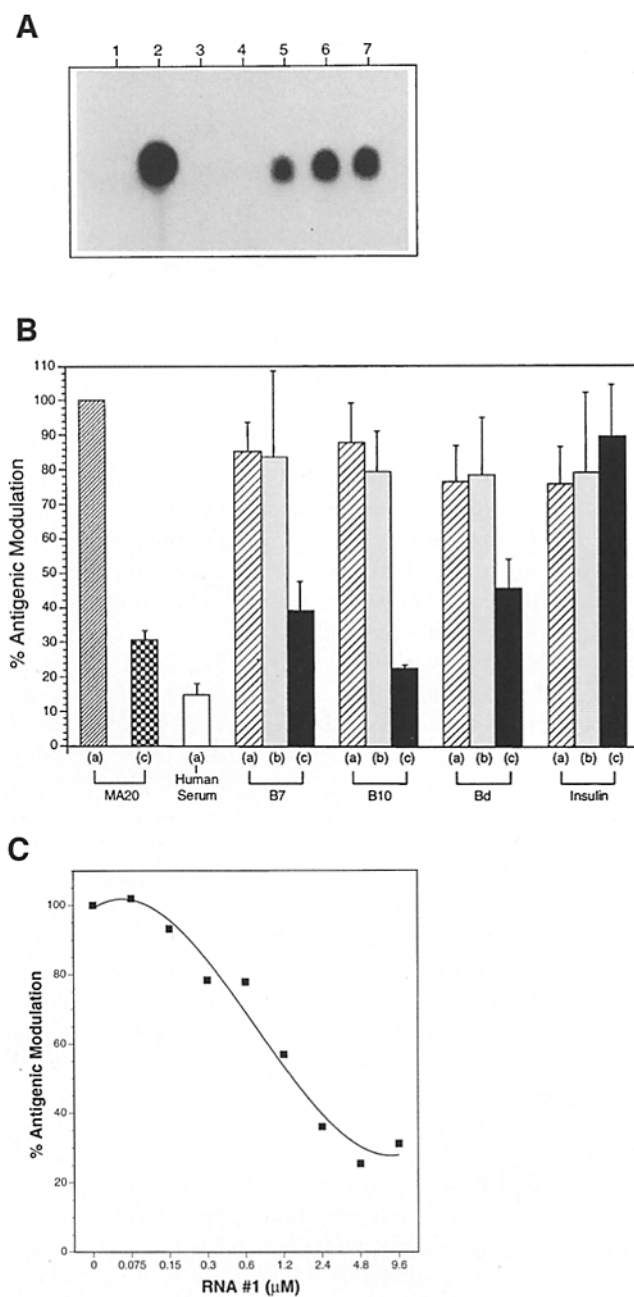 A
1 2 3 4 5 6 7
B
% Antigenic Modulation
110
100
90
80
70
60
50
40
30
20
10
0
(a) (c) (a) (a) (b) (c) (a) (b) (c) (a) (b) (c) (a) (b) (c)
MA20 Human Serum B7 B10 Bd Insulin
C
% Antigenic Modulation
100
80
60
40
20
0
0 0.075 0.15 0.3 0.6 1.2 2.4 4.8 9.6
RNA #1 (µM)